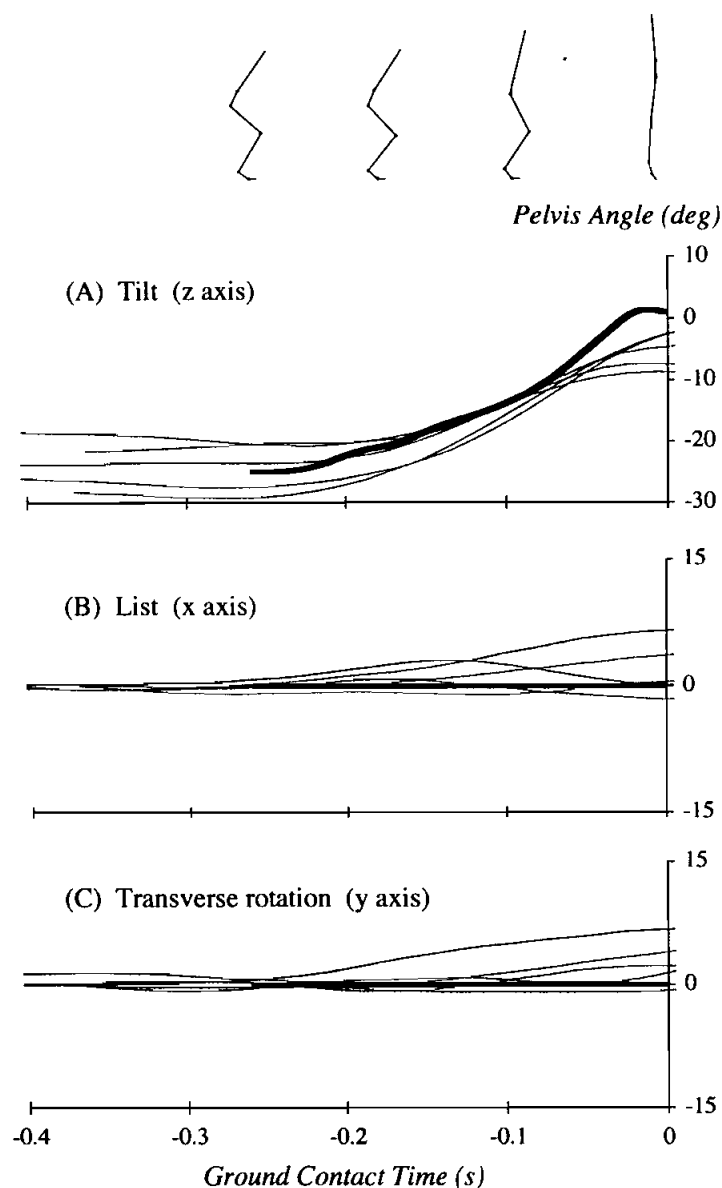 Pelvis Angle (deg)
(A) Tilt (z axis)
10
0
-10
-20
-30
(B) List (x axis)
15
0
-15
(C) Transverse rotation (y axis)
15
0
-15
-0.4 -0.3 -0.2 -0.1 0
Ground Contact Time (s)